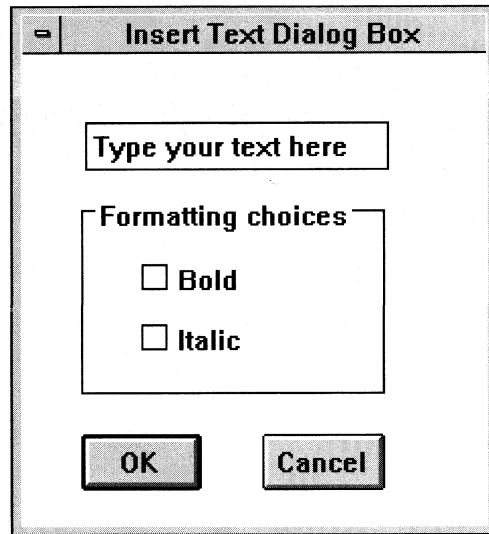 Insert Text Dialog Box
Type your text here
Formatting choices
Bold
Italic
OK
Cancel